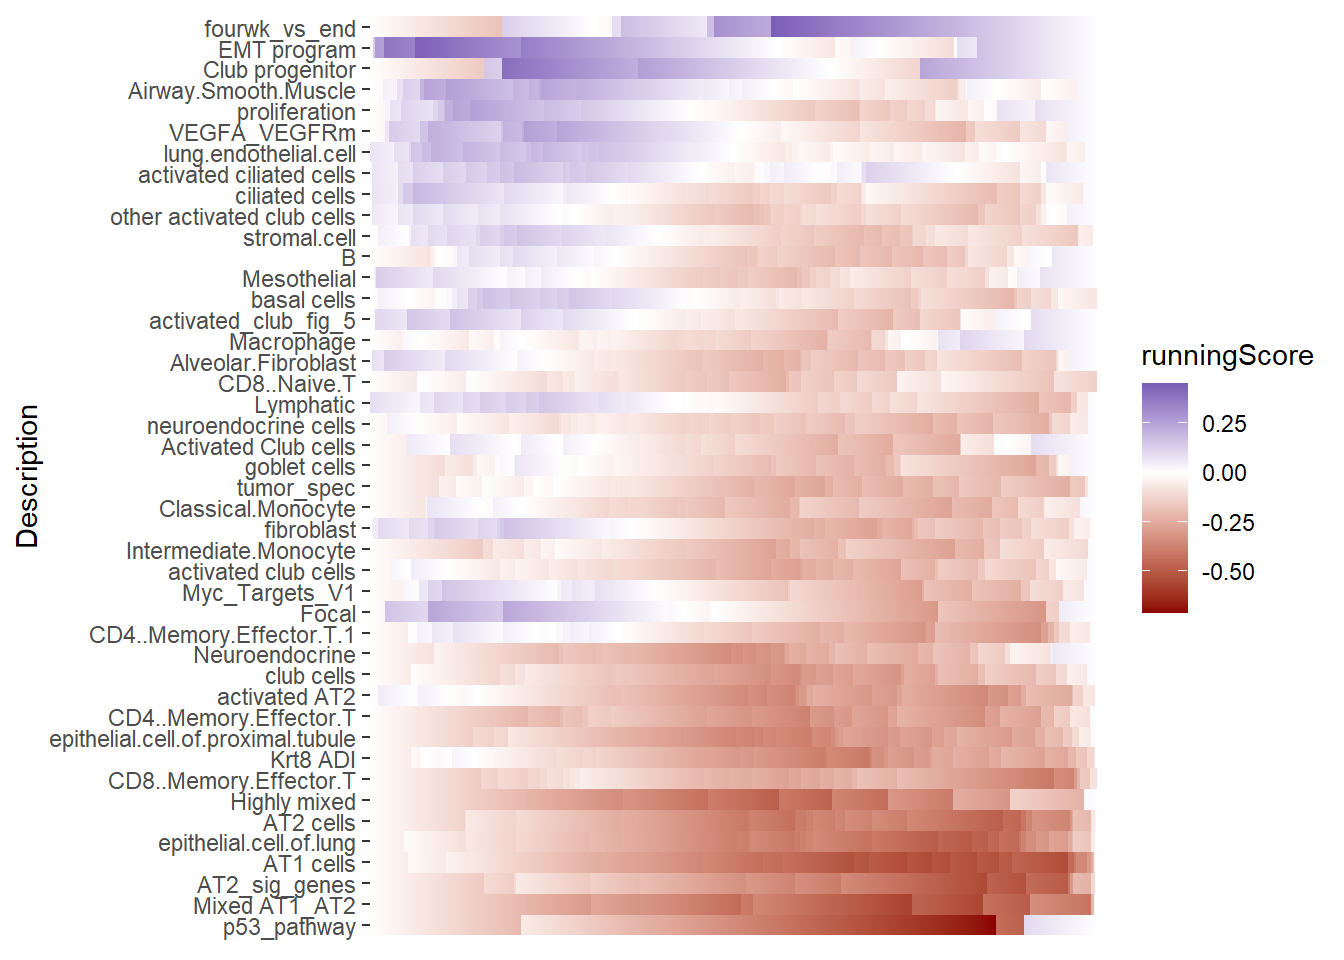 fourwk_vs_end
EMT program
Club progenitor
Airway.Smooth.Muscle
proliferation
VEGFA_VEGFRm
lung.endothelial.cell
activated ciliated cells
ciliated cells
other activated club cells
stromal.cell
B
Mesothelial
basal cells
activated_club_fig_5
Macrophage
Alveolar.Fibroblast
CD8..Naive.T
Lymphatic
neuroendocrine cells
Activated Club cells
goblet cells
tumor_spec
Classical.Monocyte
fibroblast
Intermediate.Monocyte
activated club cells
Myc_Targets_V1
Focal
CD4..Memory.Effector.T.1
Neuroendocrine
club cells
activated AT2
CD4..Memory.Effector.T
epithelial.cell.of.proximal.tubule
Krt8 ADI
CD8..Memory.Effector.T
Highly mixed
AT2 cells
epithelial.cell.of.lung
AT1 cells
AT2_sig_genes
Mixed AT1_AT2
p53_pathway
Description
runningScore
0.25
0.00
-0.25
-0.50